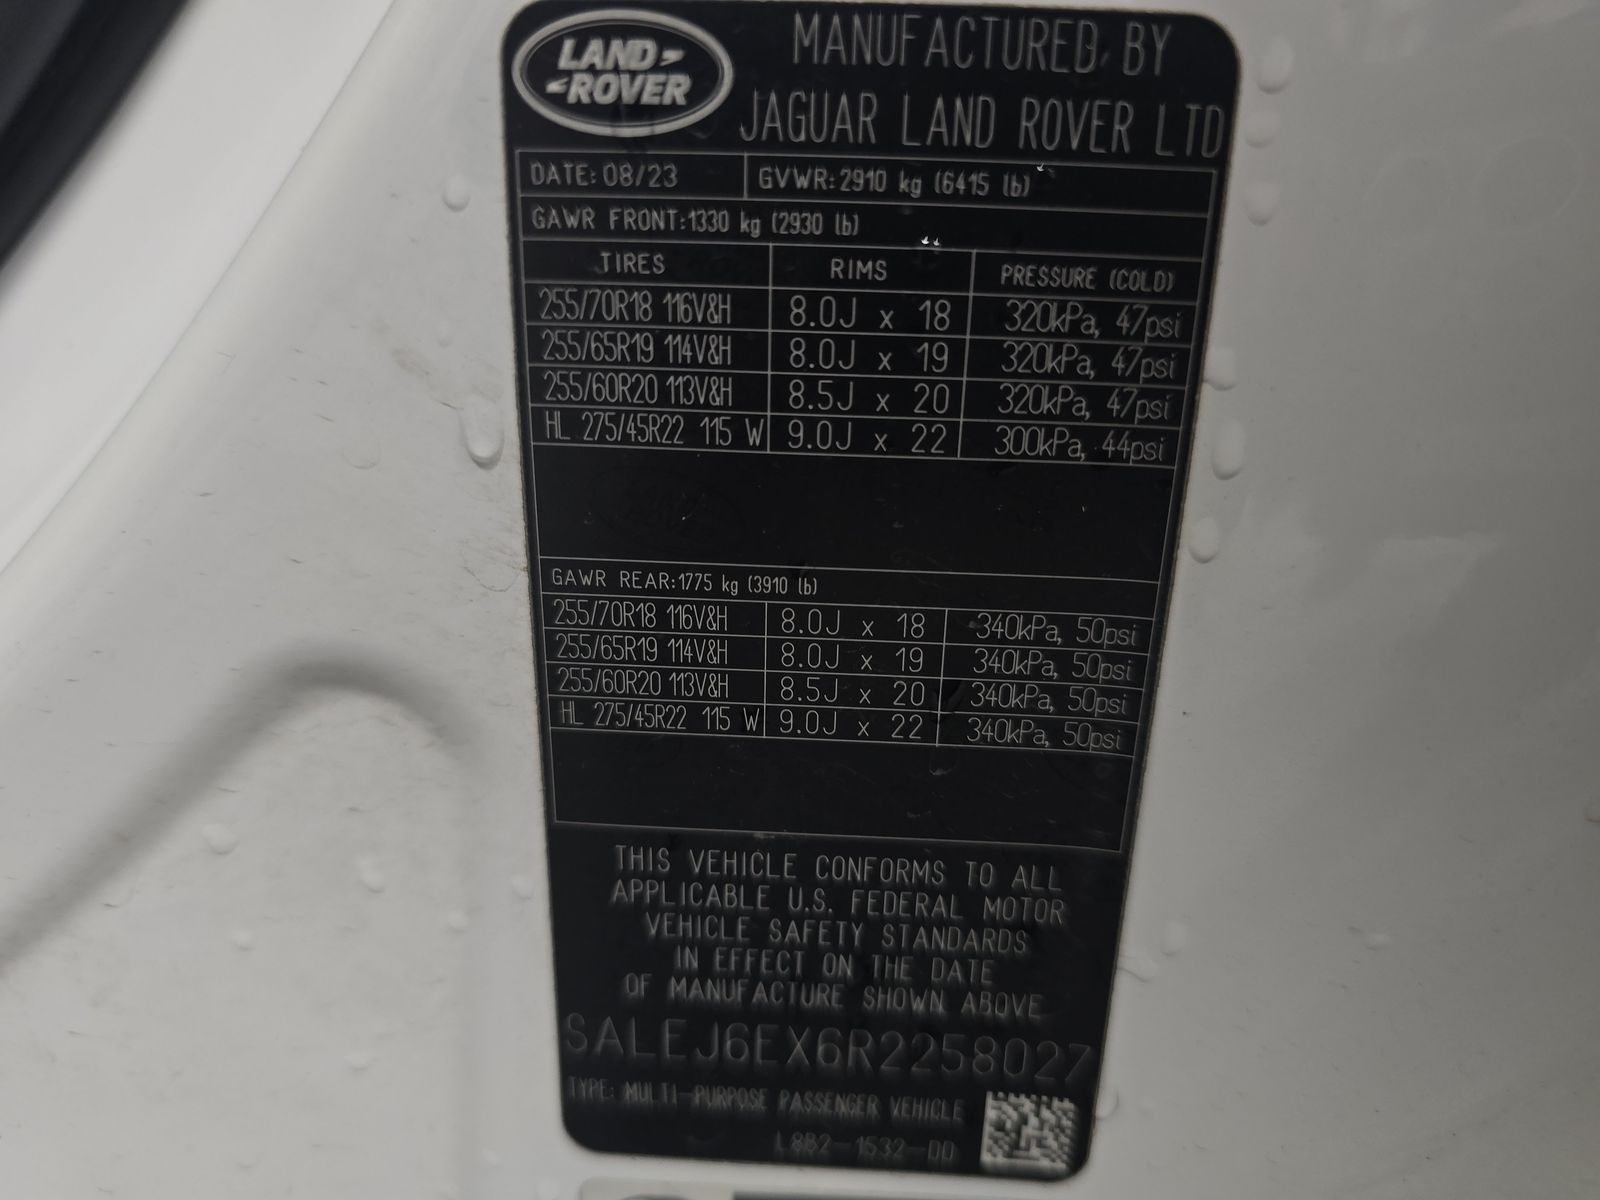 LAND ROVER
MANUFACTURED BY
JAGUAR LAND ROVER LTD
DATE: 08/23 GVWR: 2910 kg (6415 lb)
GAWR FRONT: 1330 kg (2930 lb)
TIRES RIMS PRESSURE (COLD)
255/70R18 116V&H 8.0J x 18 320kPa, 47psi
255/65R19 114V&H 8.0J x 19 320kPa, 47psi
255/60R20 113V&H 8.5J x 20 320kPa, 47psi
HL 275/45R22 115 W 9.0J x 22 300kPa, 44psi
GAWR REAR: 1775 kg (3910 lb)
255/70R18 116V&H 8.0J x 18 340kPa, 50psi
255/65R19 114V&H 8.0J x 19 340kPa, 50psi
255/60R20 113V&H 8.5J x 20 340kPa, 50psi
HL 275/45R22 115 W 9.0J x 22 340kPa, 50psi
THIS VEHICLE CONFORMS TO ALL
APPLICABLE U.S. FEDERAL MOTOR
VEHICLE SAFETY STANDARDS
IN EFFECT ON THE DATE
OF MANUFACTURE SHOWN ABOVE
SALEJ6EX6R2258027
TYPE: MULTI-PURPOSE PASSENGER VEHICLE
L8B2-1532-DD